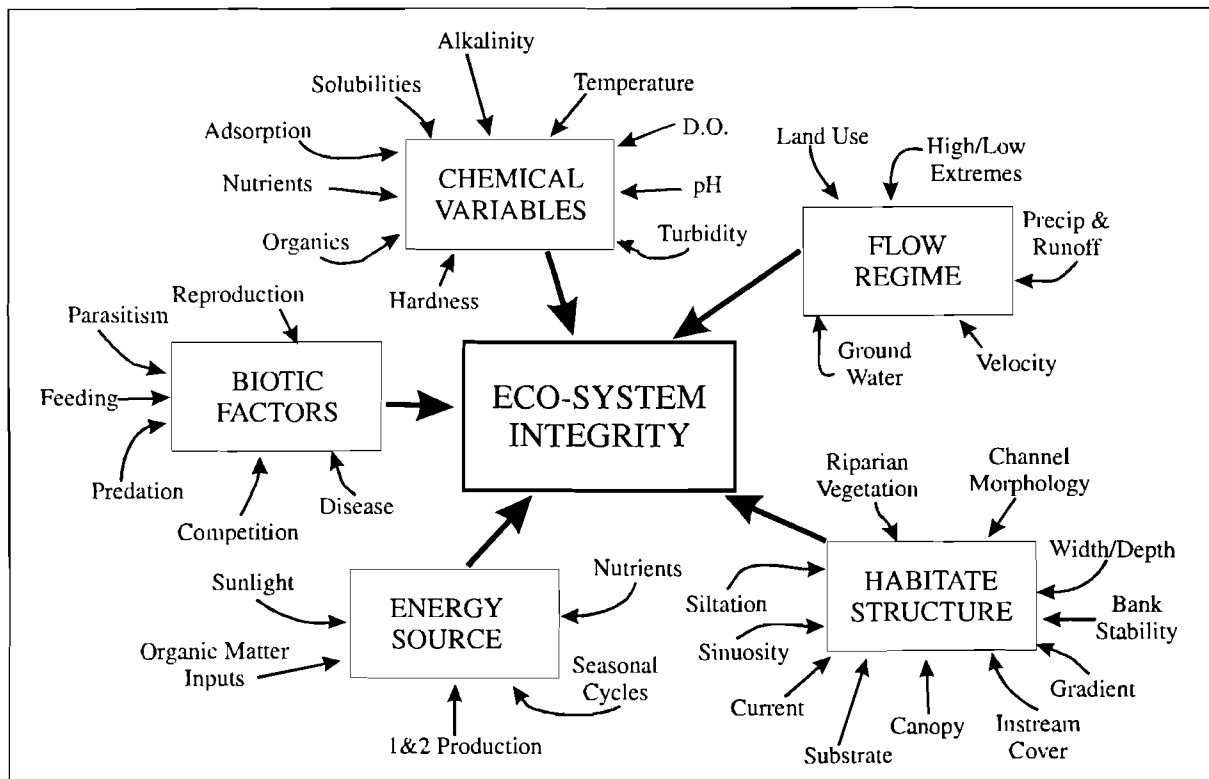 Alkalinity
Solubilities
Temperature
Adsorption
D.O.
Nutrients
CHEMICAL
VARIABLES
pH
Organics
Turbidity
Hardness
Land Use
High/Low
Extremes
FLOW
REGIME
Precip &
Runoff
Ground
Water
Velocity
Reproduction
Parasitism
Feeding
BIOTIC
FACTORS
Predation
Disease
Competition
ECO-SYSTEM
INTEGRITY
Sunlight
Nutrients
ENERGY
SOURCE
Organic Matter
Inputs
Seasonal
Cycles
1&2 Production
Riparian
Vegetation
Channel
Morphology
Width/Depth
Siltation
HABITATE
STRUCTURE
Bank
Stability
Sinuosity
Gradient
Current
Substrate
Canopy
Instream
Cover